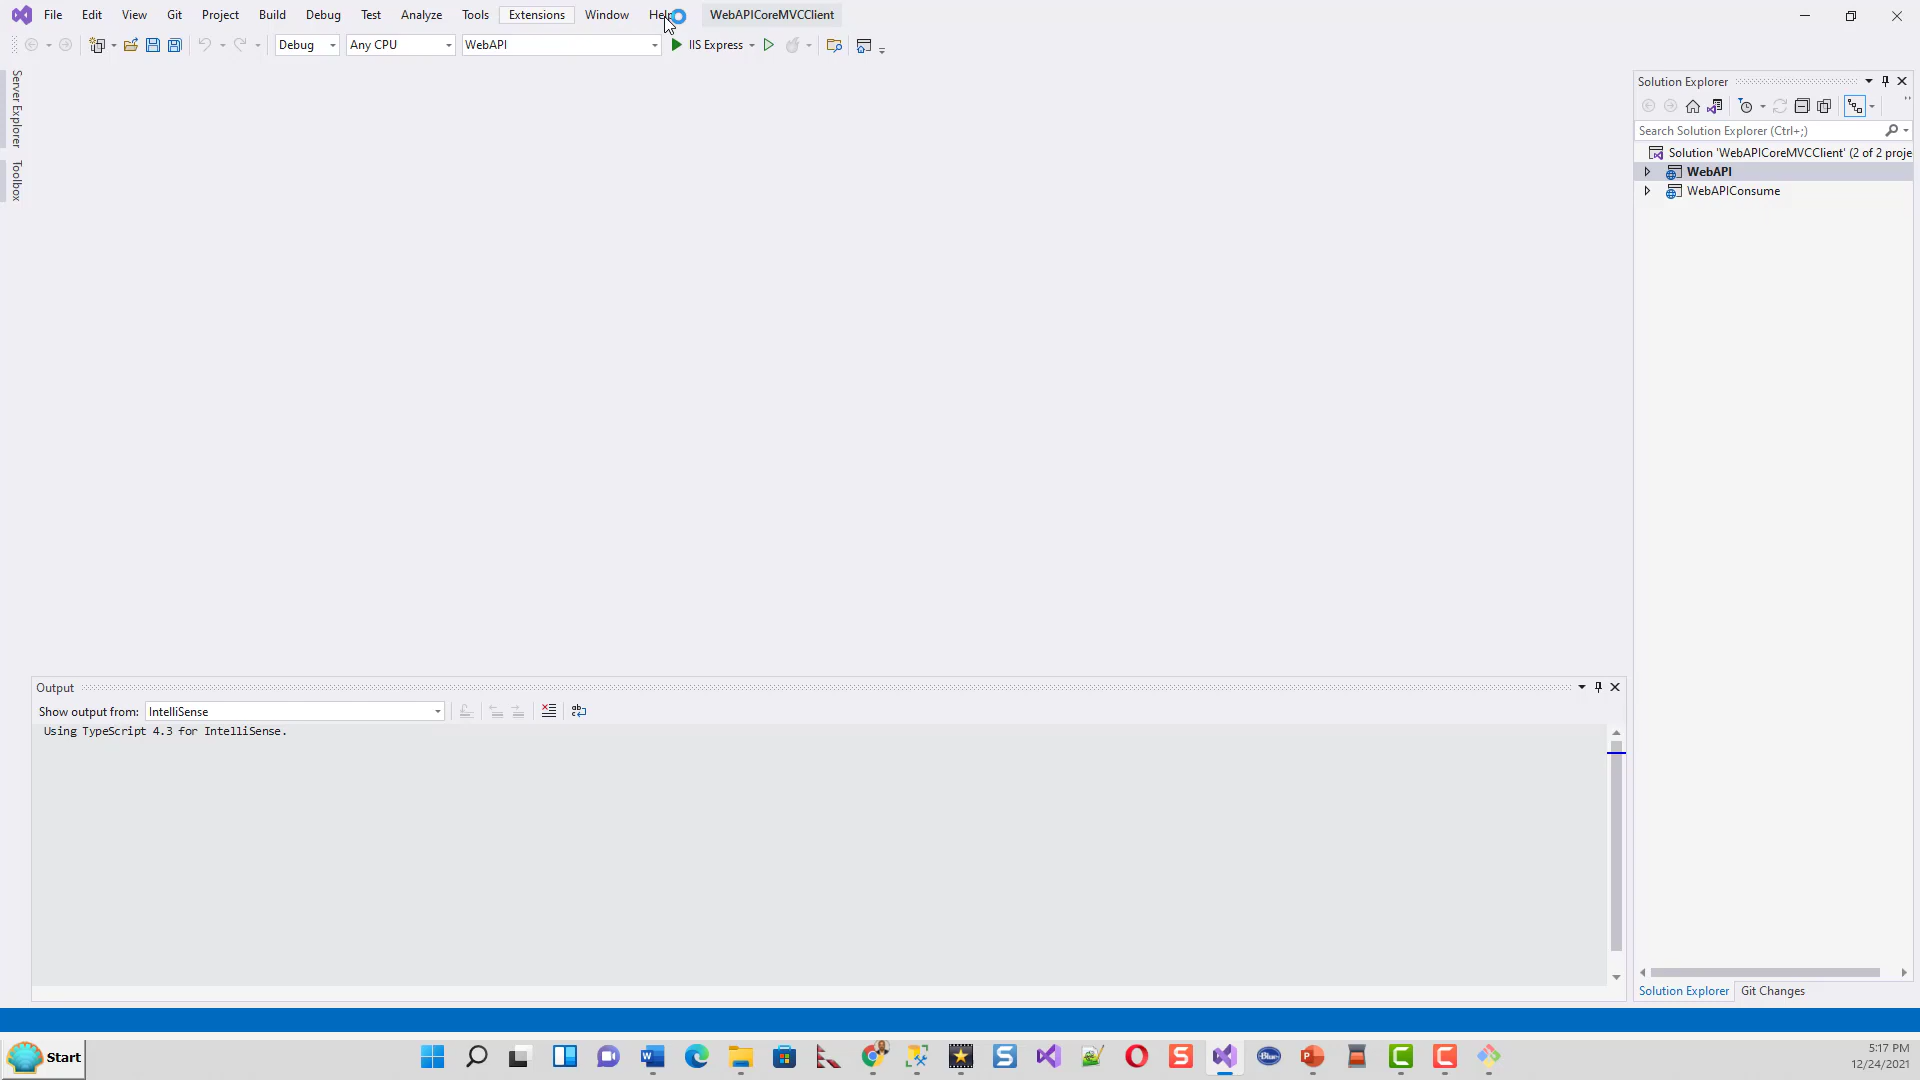 File Edit View Git Project Build Debug Test Analyze Tools Extensions Window Help WebAPICoreMVCClient
Debug Any CPU WebAPI IIS Express
Server Explorer
Toolbox
Solution Explorer
Search Solution Explorer (Ctrl+;)
Solution 'WebAPICoreMVCClient' (2 of 2 proje
WebAPI
WebAPIConsume
Output
Show output from: IntelliSense
Using TypeScript 4.3 for IntelliSense.
Solution Explorer Git Changes
Start
5:17 PM
12/24/2021